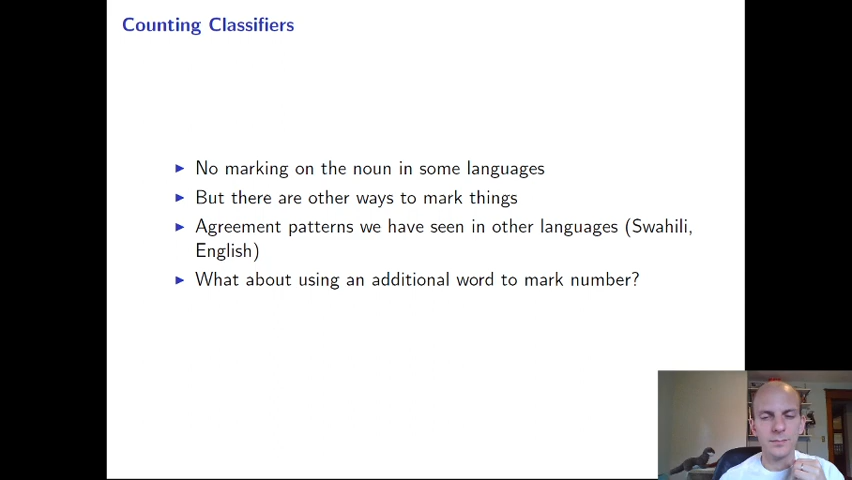 Counting Classifiers
▶ No marking on the noun in some languages
▶ But there are other ways to mark things
▶ Agreement patterns we have seen in other languages (Swahili,
English)
▶ What about using an additional word to mark number?